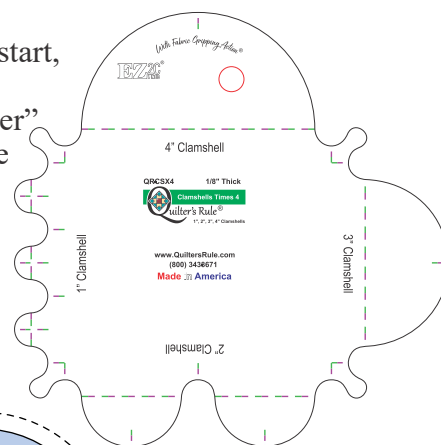 start,
er”
e
With Fabric Gripping Action®
EZ
4" Clamshell
QRCSX4 1/8" Thick
Clamshells Times 4
Quilter's Rule®
1", 2", 3", 4" Clamshells
www.QuiltersRule.com
(800) 343-8671
Made in America
1" Clamshell
3" Clamshell
2" Clamshell